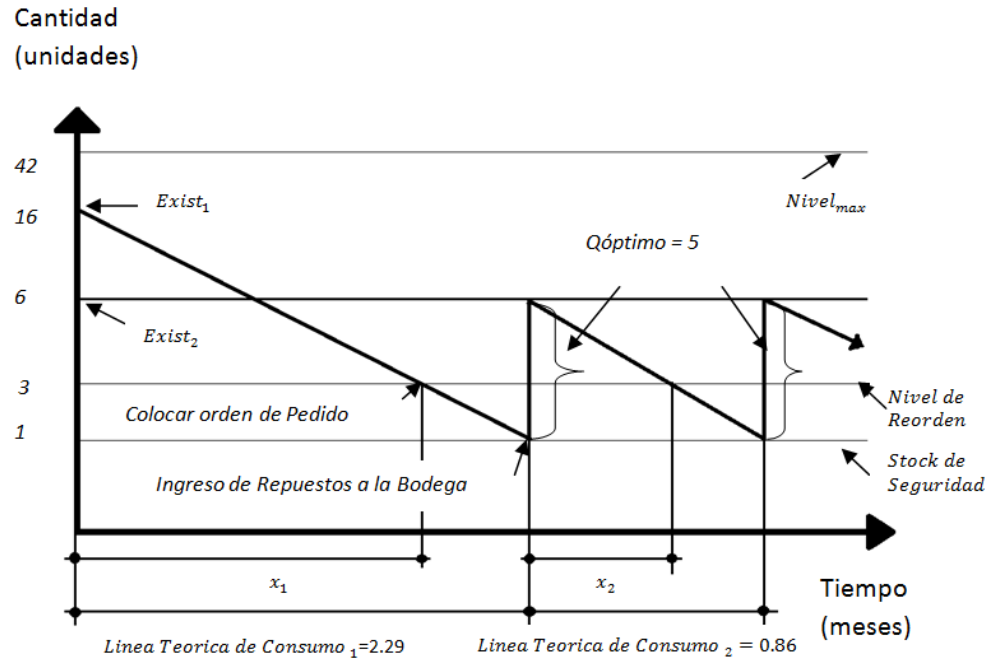 Cantidad
(unidades)
42
16
6
3
1
Exist₁
Nivelₘₐₓ
Qóptimo = 5
Exist₂
Colocar orden de Pedido
Nivel de
Reorden
Ingreso de Repuestos a la Bodega
Stock de
Seguridad
x₁
x₂
Tiempo
(meses)
Linea Teorica de Consumo ₁=2.29
Linea Teorica de Consumo ₂ = 0.86